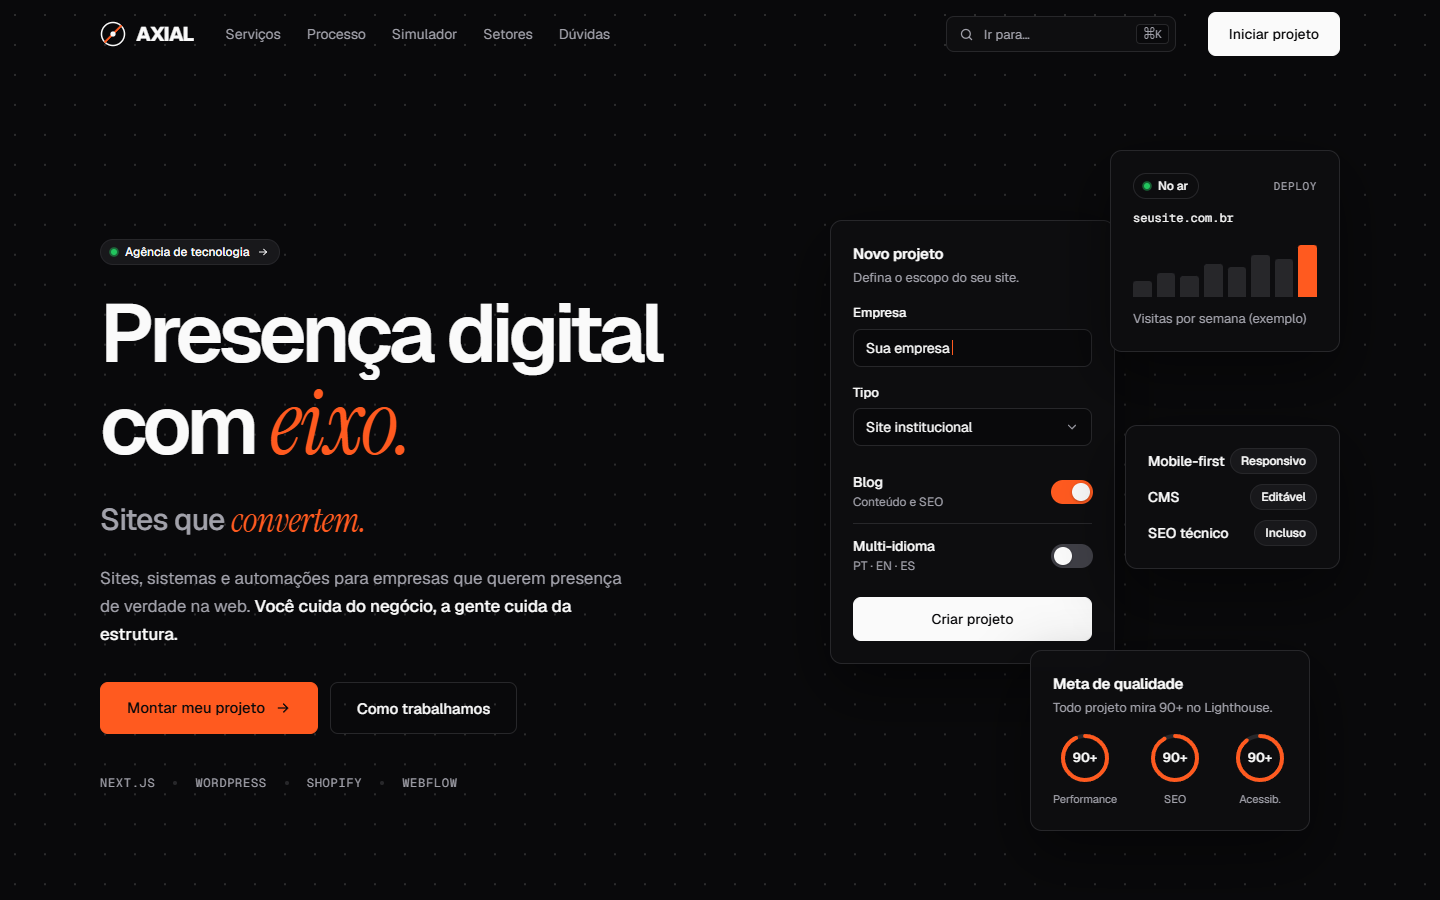 AXIAL
Serviços
Processo
Simulador
Setores
Dúvidas
Ir para…
⌘K
Iniciar projeto
Agência de tecnologia →
Presença digital
com eixo.
Sites que convertem.
Sites, sistemas e automações para empresas que querem presença
de verdade na web. Você cuida do negócio, a gente cuida da
estrutura.
Montar meu projeto →
Como trabalhamos
NEXT.JS
WORDPRESS
SHOPIFY
WEBFLOW
Novo projeto
Defina o escopo do seu site.
Empresa
Sua empresa
Tipo
Site institucional
Blog
Conteúdo e SEO
Multi-idioma
PT · EN · ES
Criar projeto
No ar
DEPLOY
seusite.com.br
Visitas por semana (exemplo)
Mobile-first Responsivo
CMS Editável
SEO técnico Incluso
Meta de qualidade
Todo projeto mira 90+ no Lighthouse.
90+ 90+ 90+
Performance SEO Acessib.